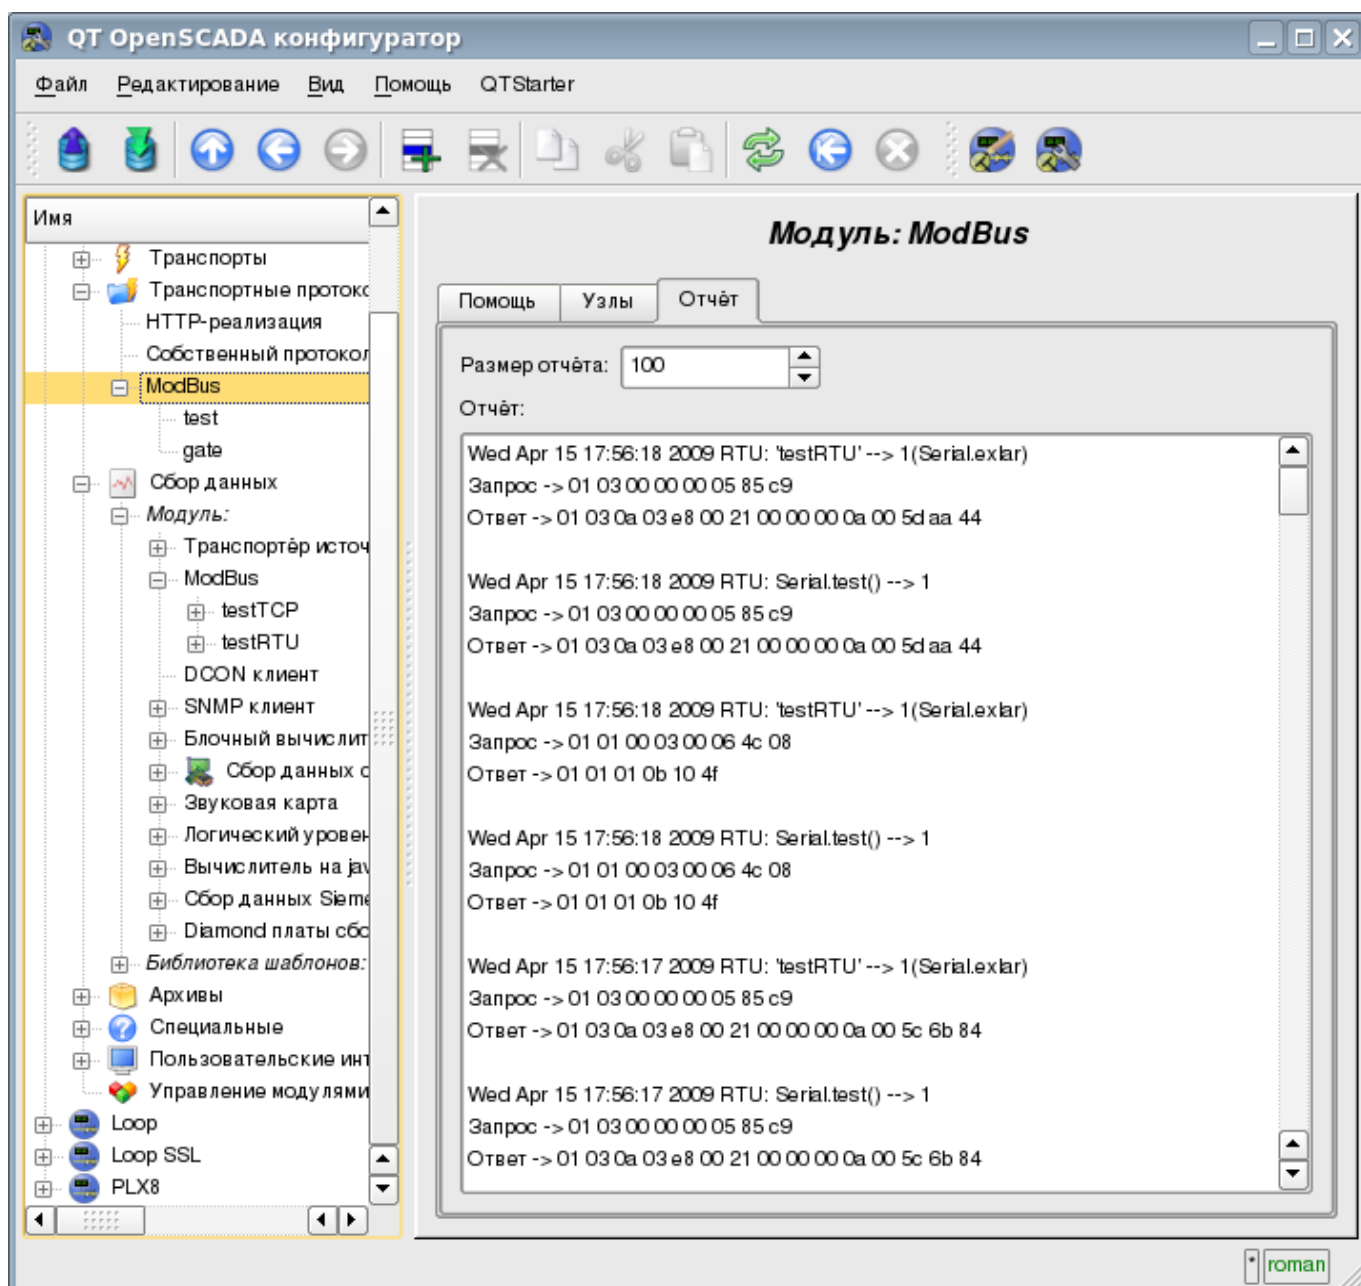 QT OpenSCADA конфигуратор
Файл Редактирование Вид Помощь QTStarter
Имя
Транспорты
Транспортные протокс
HTTP-реализация
Собственный протокол
ModBus
test
gate
Сбор данных
Модуль:
Транспортёр источ
ModBus
testTCP
testRTU
DCON клиент
SNMP клиент
Блочный вычислит
Сбор данных с
Звуковая карта
Логический уровен
Вычислитель на jav
Сбор данных Sieme
Diamond платы сбо
Библиотека шаблонов:
Архивы
Специальные
Пользовательские инт
Управление модулями
Loop
Loop SSL
PLX8
Модуль: ModBus
Помощь Узлы Отчёт
Размер отчёта: 100
Отчёт:
Wed Apr 15 17:56:18 2009 RTU: 'testRTU' --> 1(Serial.exlar)
Запрос -> 01 03 00 00 00 05 85 c9
Ответ -> 01 03 0a 03 e8 00 21 00 00 00 0a 00 5d aa 44
Wed Apr 15 17:56:18 2009 RTU: Serial.test() --> 1
Запрос -> 01 03 00 00 00 05 85 c9
Ответ -> 01 03 0a 03 e8 00 21 00 00 00 0a 00 5d aa 44
Wed Apr 15 17:56:18 2009 RTU: 'testRTU' --> 1(Serial.exlar)
Запрос -> 01 01 00 03 00 06 4c 08
Ответ -> 01 01 01 0b 10 4f
Wed Apr 15 17:56:18 2009 RTU: Serial.test() --> 1
Запрос -> 01 01 00 03 00 06 4c 08
Ответ -> 01 01 01 0b 10 4f
Wed Apr 15 17:56:17 2009 RTU: 'testRTU' --> 1(Serial.exlar)
Запрос -> 01 03 00 00 00 05 85 c9
Ответ -> 01 03 0a 03 e8 00 21 00 00 00 0a 00 5c 6b 84
Wed Apr 15 17:56:17 2009 RTU: Serial.test() --> 1
Запрос -> 01 03 00 00 00 05 85 c9
Ответ -> 01 03 0a 03 e8 00 21 00 00 00 0a 00 5c 6b 84
* roman